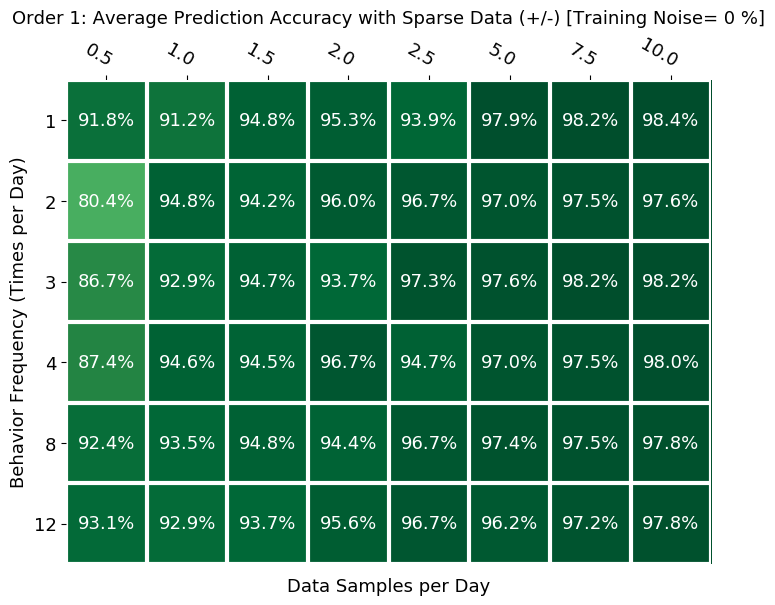 Order 1: Average Prediction Accuracy with Sparse Data (+/-) [Training Noise= 0 %]
0.5 1.0 1.5 2.0 2.5 5.0 7.5 10.0
1 91.8% 91.2% 94.8% 95.3% 93.9% 97.9% 98.2% 98.4%
2 80.4% 94.8% 94.2% 96.0% 96.7% 97.0% 97.5% 97.6%
3 86.7% 92.9% 94.7% 93.7% 97.3% 97.6% 98.2% 98.2%
4 87.4% 94.6% 94.5% 96.7% 94.7% 97.0% 97.5% 98.0%
8 92.4% 93.5% 94.8% 94.4% 96.7% 97.4% 97.5% 97.8%
12 93.1% 92.9% 93.7% 95.6% 96.7% 96.2% 97.2% 97.8%
Behavior Frequency (Times per Day)
Data Samples per Day